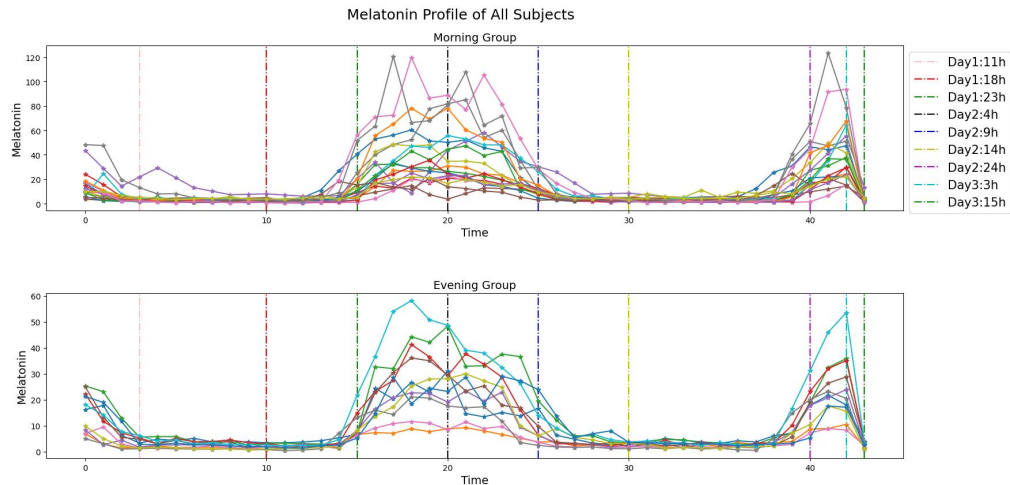 Melatonin Profile of All Subjects
Morning Group
Melatonin
120
100
80
60
40
20
0
0 10 20 30 40
Time
Day1:11h
Day1:18h
Day1:23h
Day2:4h
Day2:9h
Day2:14h
Day2:24h
Day3:3h
Day3:15h
Evening Group
Melatonin
60
50
40
30
20
10
0
0 10 20 30 40
Time